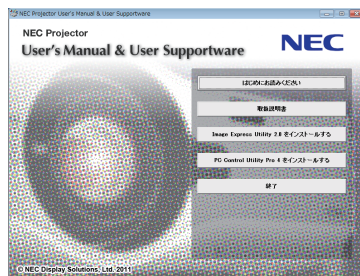 NEC Projector User's Manual & User Supportware
NEC Projector
NEC
User's Manual & User Supportware
はじめにお読みください
取扱説明書
Image Express Utility 2.0 をインストールする
PC Control Utility Pro 4 をインストールする
終了
© NEC Display Solutions, Ltd. 2011